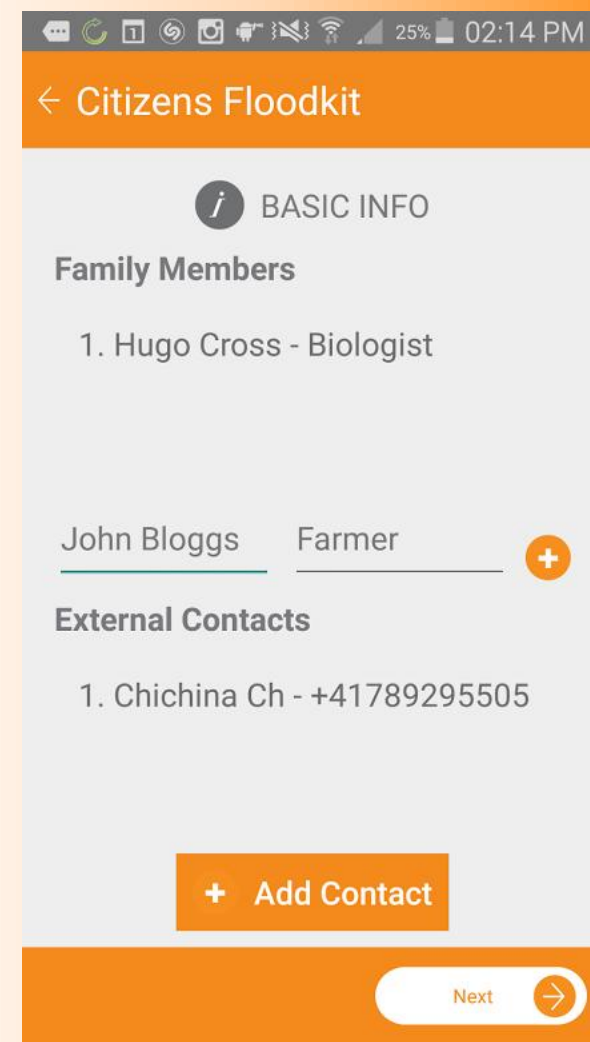 25% 02:14 PM
← Citizens Floodkit
i BASIC INFO
Family Members
1. Hugo Cross - Biologist
John Bloggs Farmer +
External Contacts
1. Chichina Ch - +41789295505
+ Add Contact
Next →